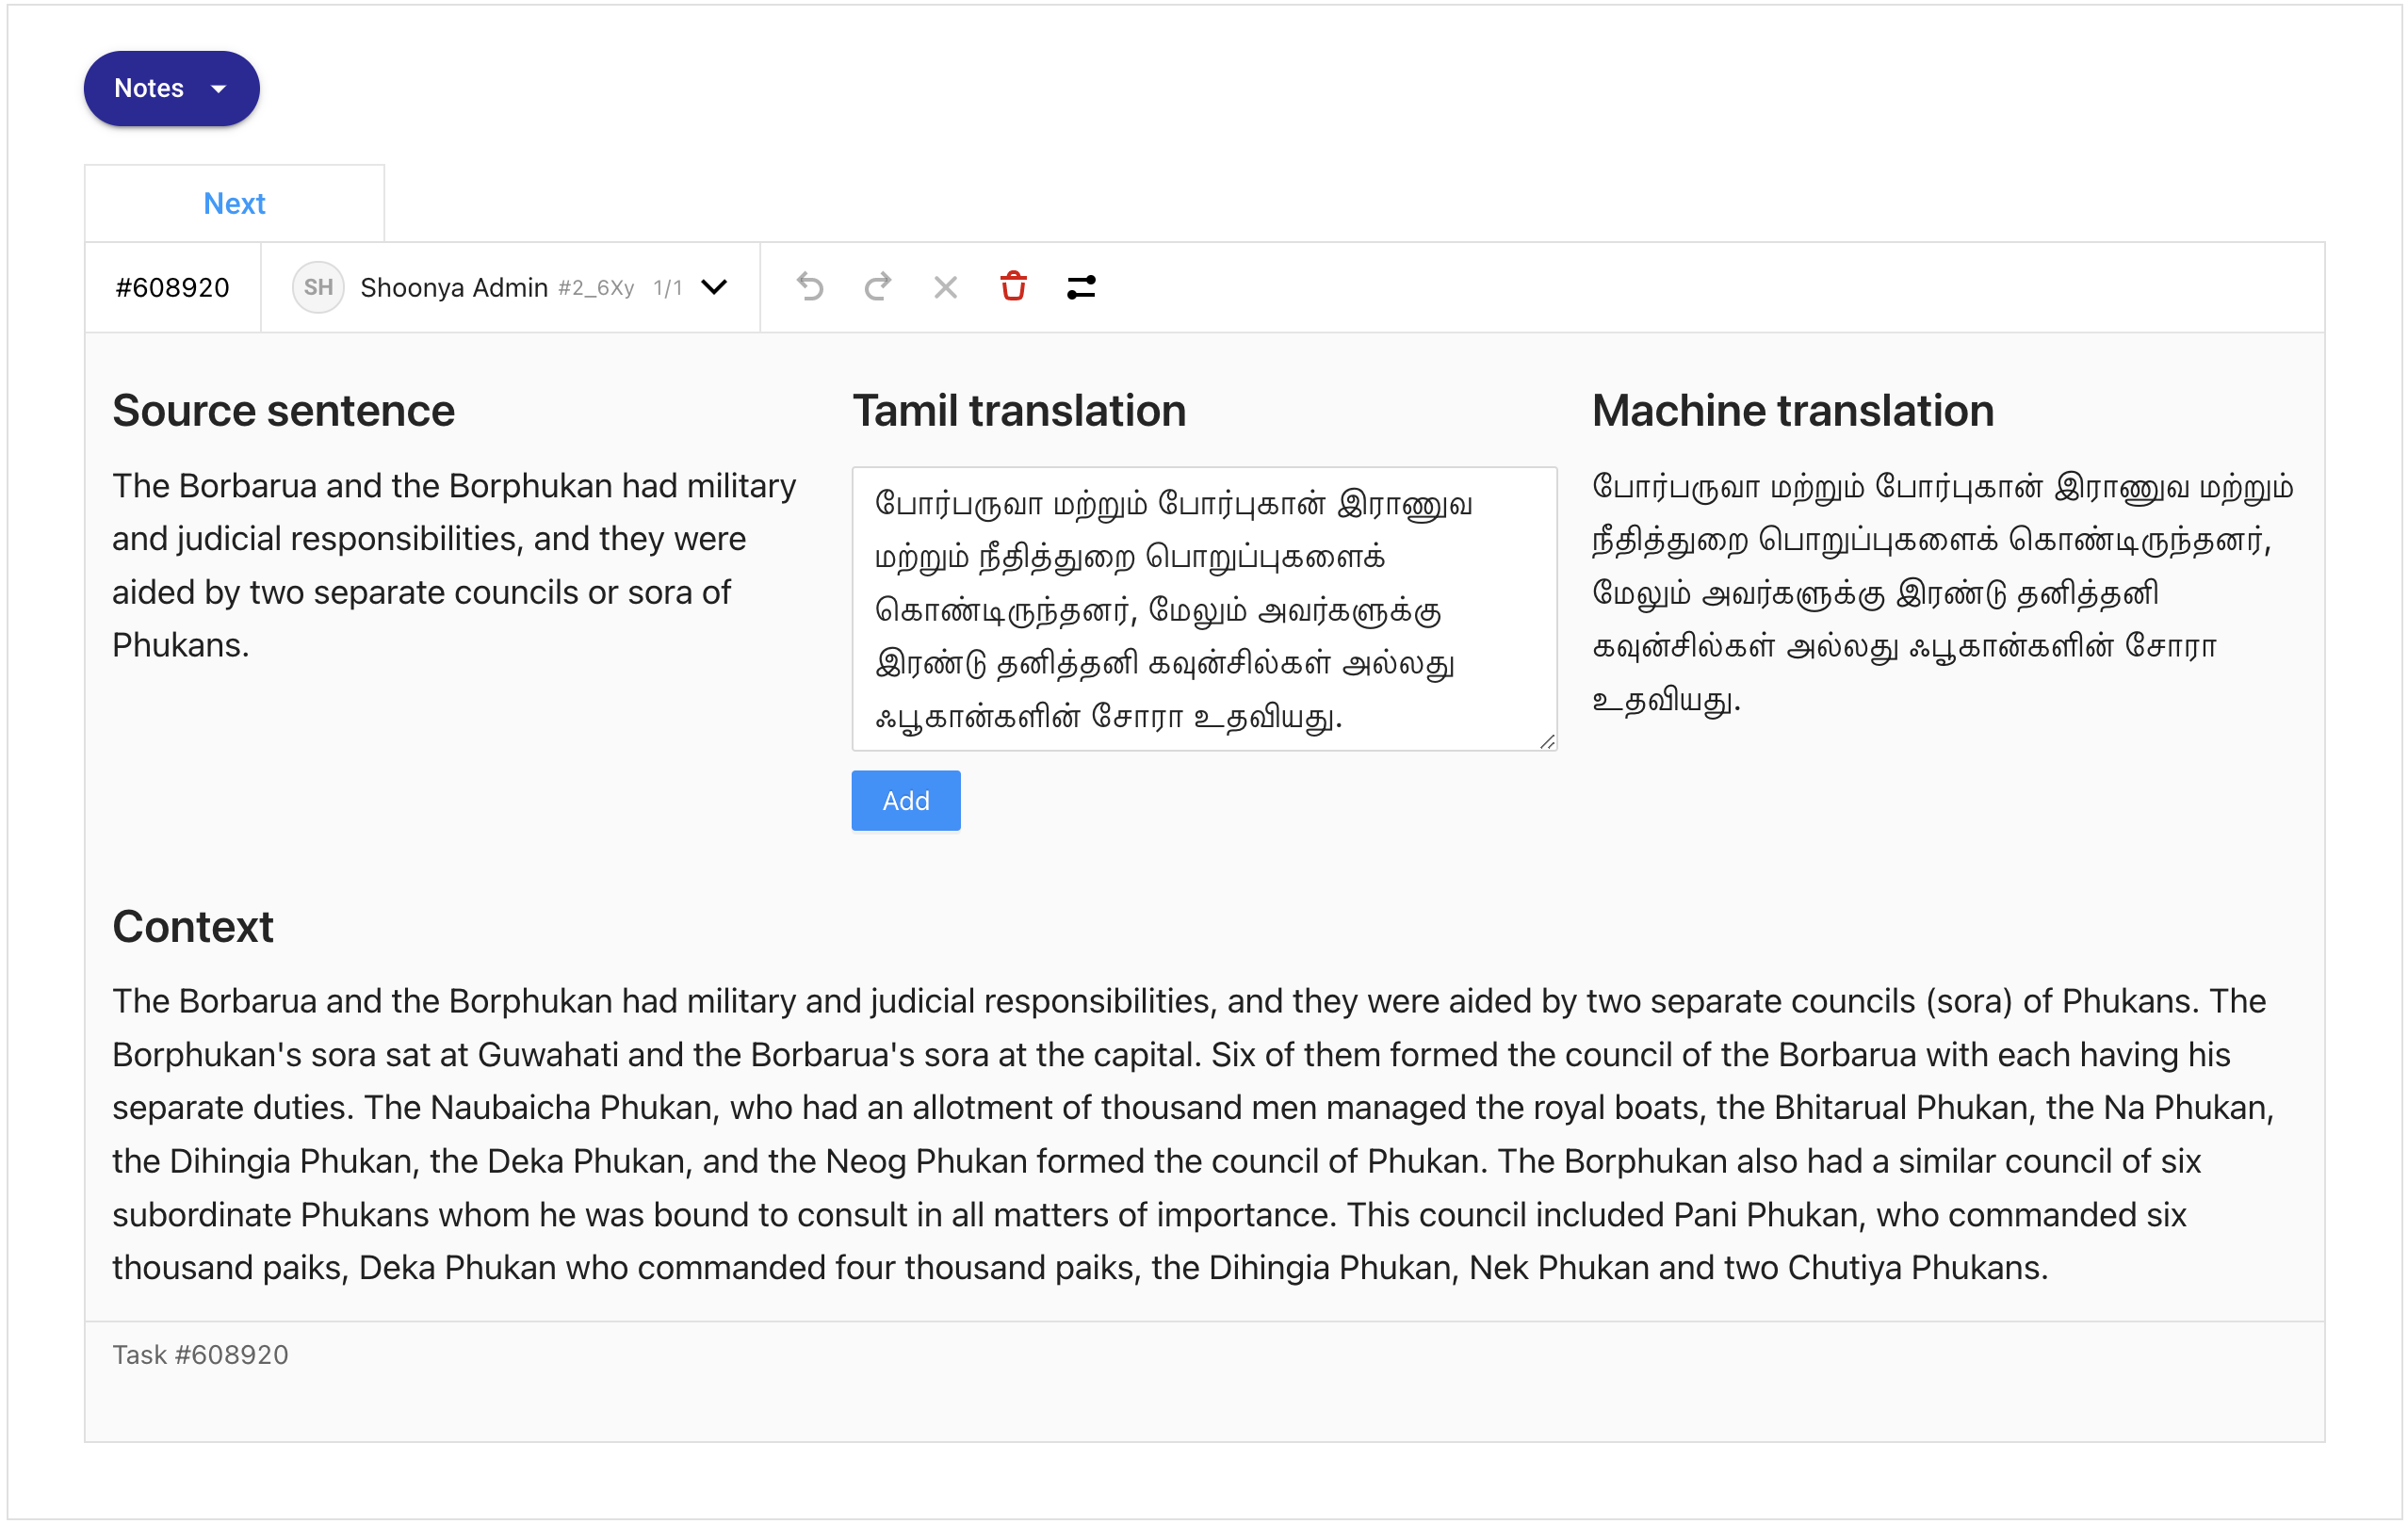 Notes
Next
#608920
SH Shoonya Admin #2_6Xy 1/1
Source sentence
The Borbarua and the Borphukan had military
and judicial responsibilities, and they were
aided by two separate councils or sora of
Phukans.
Tamil translation
போர்பருவா மற்றும் போர்புகான் இராணுவ
மற்றும் நீதித்துறை பொறுப்புகளைக்
கொண்டிருந்தனர், மேலும் அவர்களுக்கு
இரண்டு தனித்தனி கவுன்சில்கள் அல்லது
ஃபூகான்களின் சோரா உதவியது.
Add
Machine translation
போர்பருவா மற்றும் போர்புகான் இராணுவ மற்றும்
நீதித்துறை பொறுப்புகளைக் கொண்டிருந்தனர்,
மேலும் அவர்களுக்கு இரண்டு தனித்தனி
கவுன்சில்கள் அல்லது ஃபூகான்களின் சோரா
உதவியது.
Context
The Borbarua and the Borphukan had military and judicial responsibilities, and they were aided by two separate councils (sora) of Phukans. The
Borphukan's sora sat at Guwahati and the Borbarua's sora at the capital. Six of them formed the council of the Borbarua with each having his
separate duties. The Naubaicha Phukan, who had an allotment of thousand men managed the royal boats, the Bhitarual Phukan, the Na Phukan,
the Dihingia Phukan, the Deka Phukan, and the Neog Phukan formed the council of Phukan. The Borphukan also had a similar council of six
subordinate Phukans whom he was bound to consult in all matters of importance. This council included Pani Phukan, who commanded six
thousand paiks, Deka Phukan who commanded four thousand paiks, the Dihingia Phukan, Nek Phukan and two Chutiya Phukans.
Task #608920